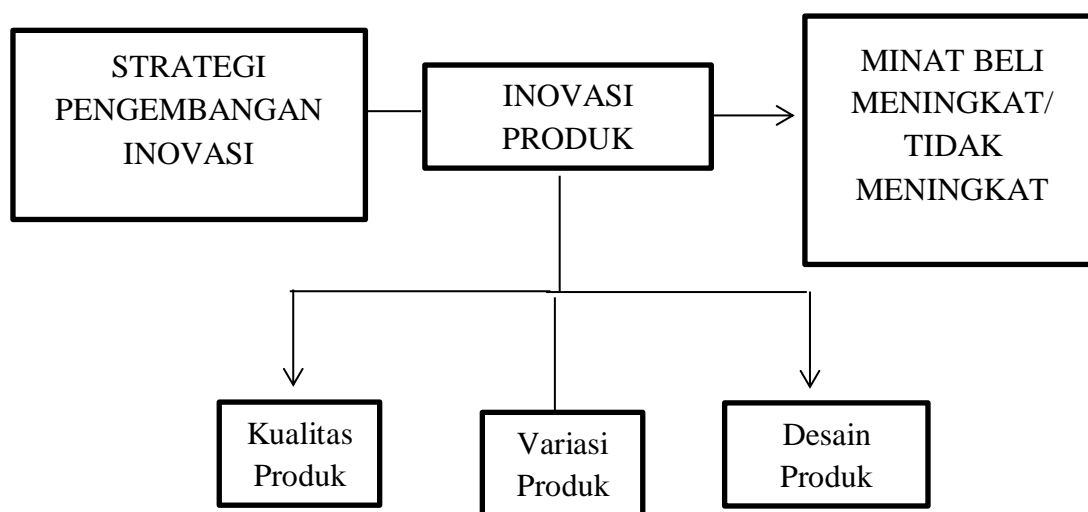 STRATEGI
PENGEMBANGAN
INOVASI
INOVASI
PRODUK
MINAT BELI
MENINGKAT/
TIDAK
MENINGKAT
Kualitas
Produk
Variasi
Produk
Desain
Produk